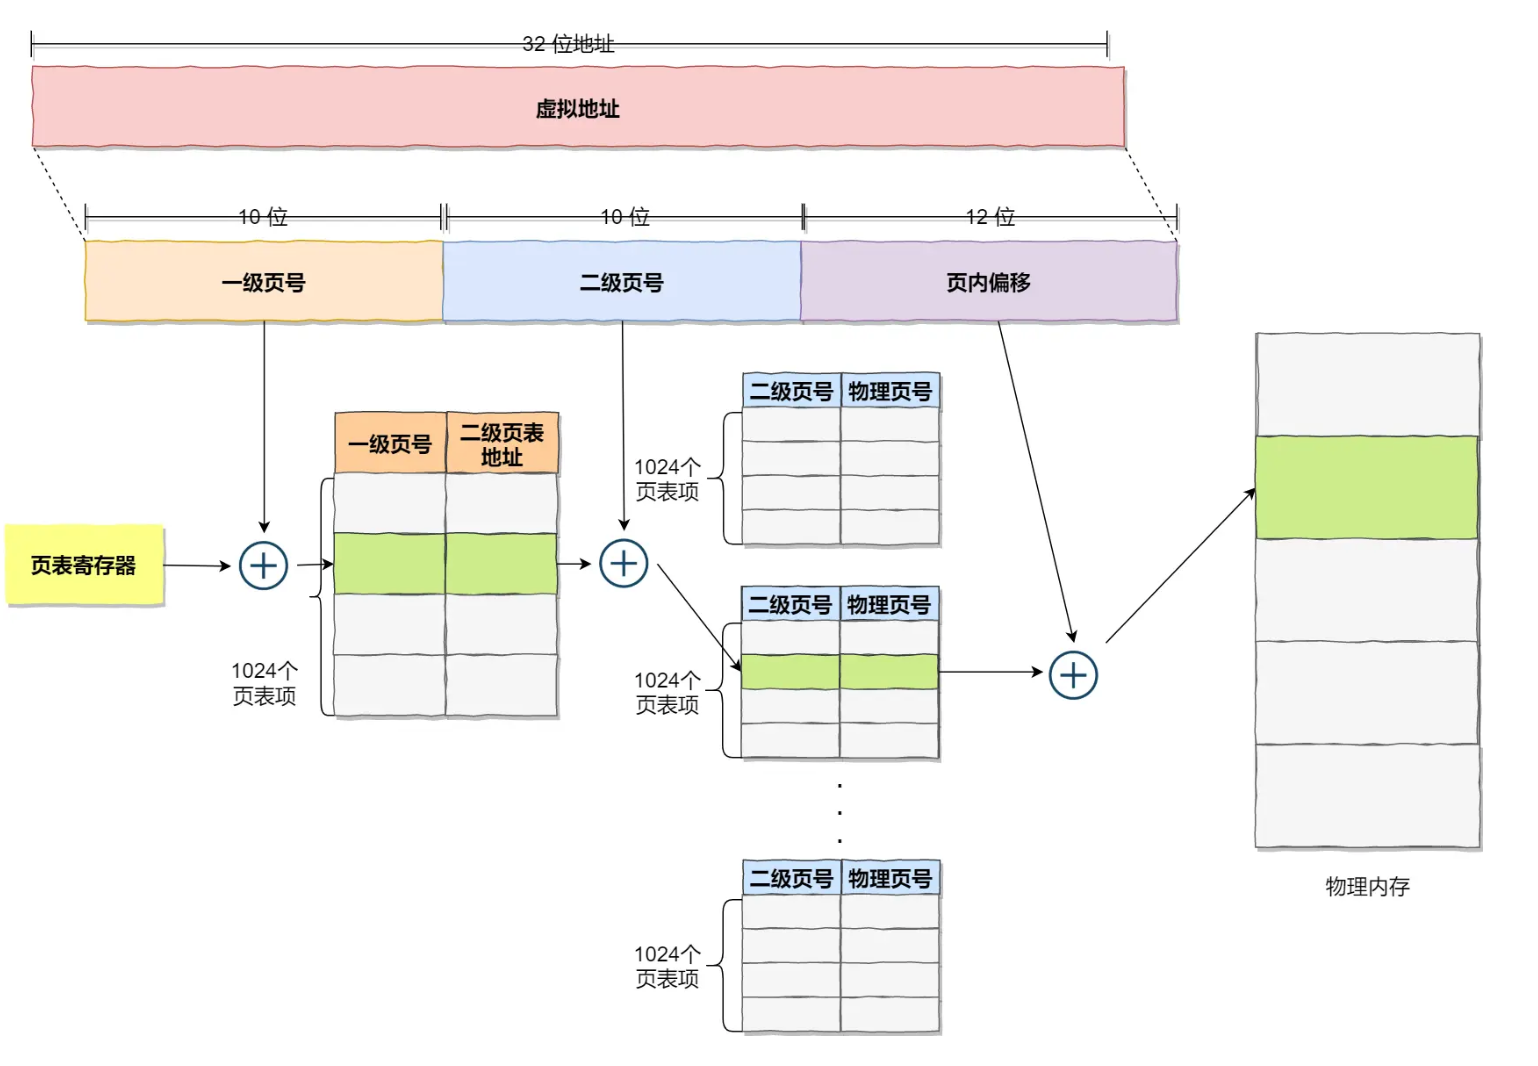 32 位地址
虚拟地址
10 位
10 位
12 位
一级页号
二级页号
页内偏移
页表寄存器
一级页号
二级页表
地址
1024个
页表项
二级页号
物理页号
1024个
页表项
二级页号
物理页号
1024个
页表项
.
.
.
二级页号
物理页号
1024个
页表项
物理内存